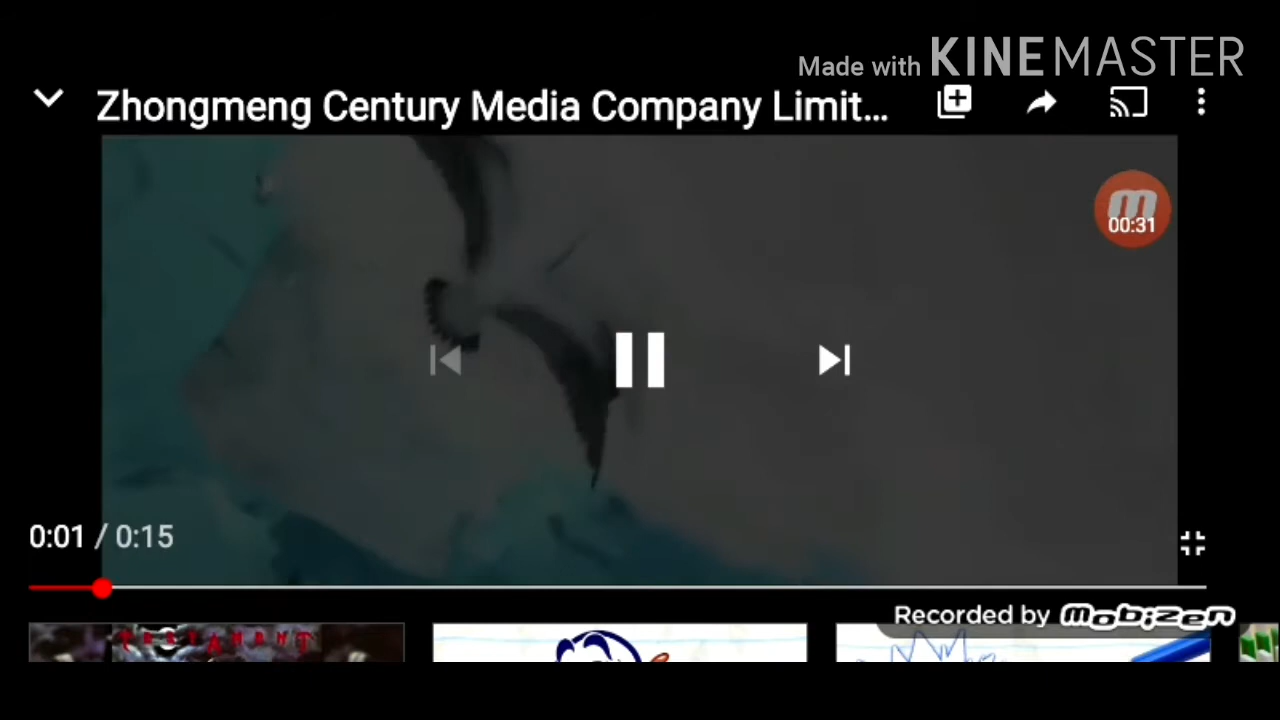 Made with KINEMASTER
Zhongmeng Century Media Company Limit...
00:31
0:01 / 0:15
Recorded by mobizen